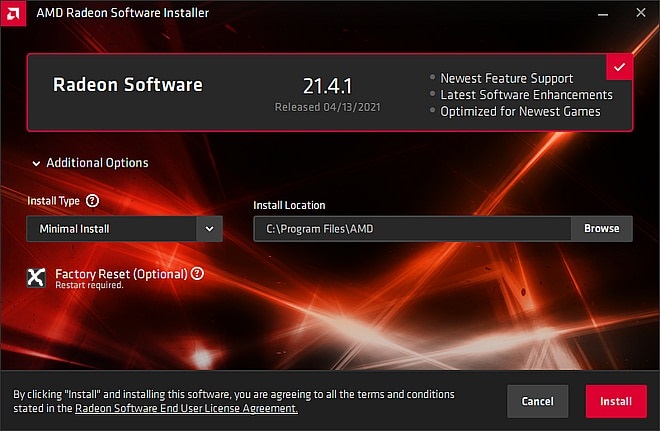 AMD Radeon Software Installer
Radeon Software
21.4.1
Released 04/13/2021
Newest Feature Support
Latest Software Enhancements
Optimized for Newest Games
Additional Options
Install Type ?
Minimal Install
Install Location
C:\Program Files\AMD
Browse
Factory Reset (Optional) ?
Restart required.
By clicking "Install" and installing this software, you are agreeing to all the terms and conditions
stated in the Radeon Software End User License Agreement.
Cancel
Install